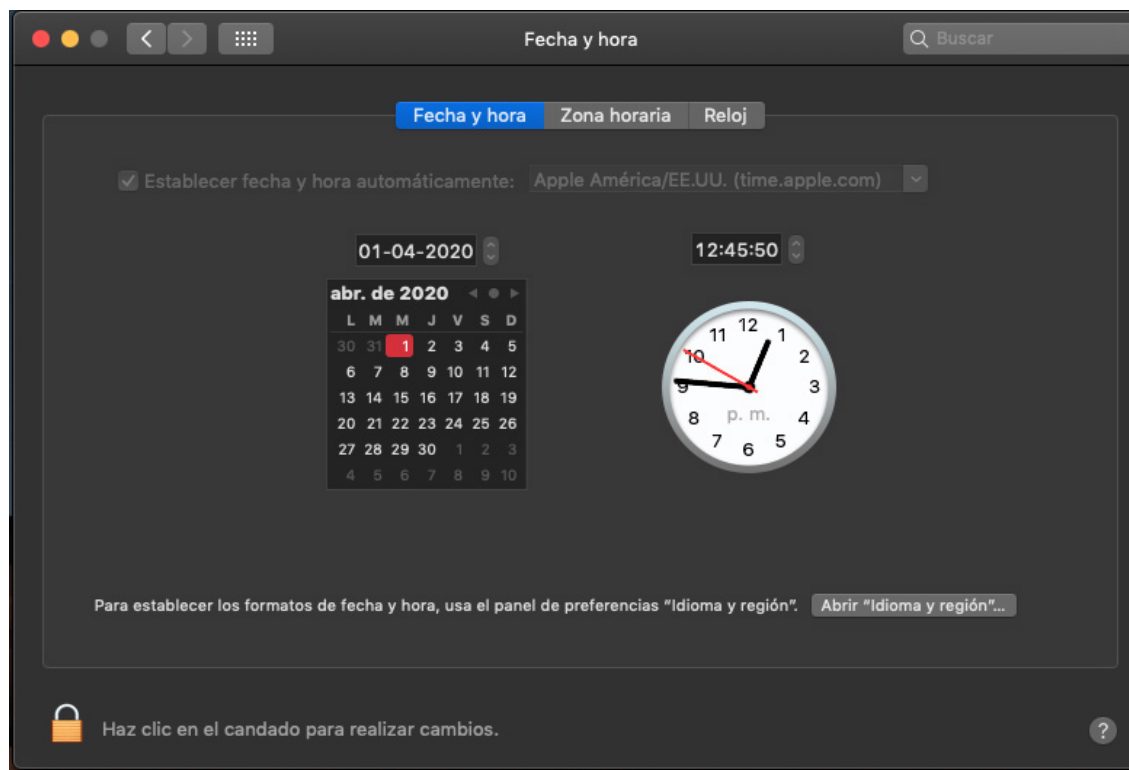 Fecha y hora
Buscar
Fecha y hora Zona horaria Reloj
Establecer fecha y hora automáticamente: Apple América/EE.UU. (time.apple.com)
01-04-2020
12:45:50
abr. de 2020
L M M J V S D
30 31 1 2 3 4 5
6 7 8 9 10 11 12
13 14 15 16 17 18 19
20 21 22 23 24 25 26
27 28 29 30 1 2 3
4 5 6 7 8 9 10
12
11 1
10 2
9 3
p. m.
8 4
7 5
6
Para establecer los formatos de fecha y hora, usa el panel de preferencias “Idioma y región”. Abrir “Idioma y región”...
Haz clic en el candado para realizar cambios.
?